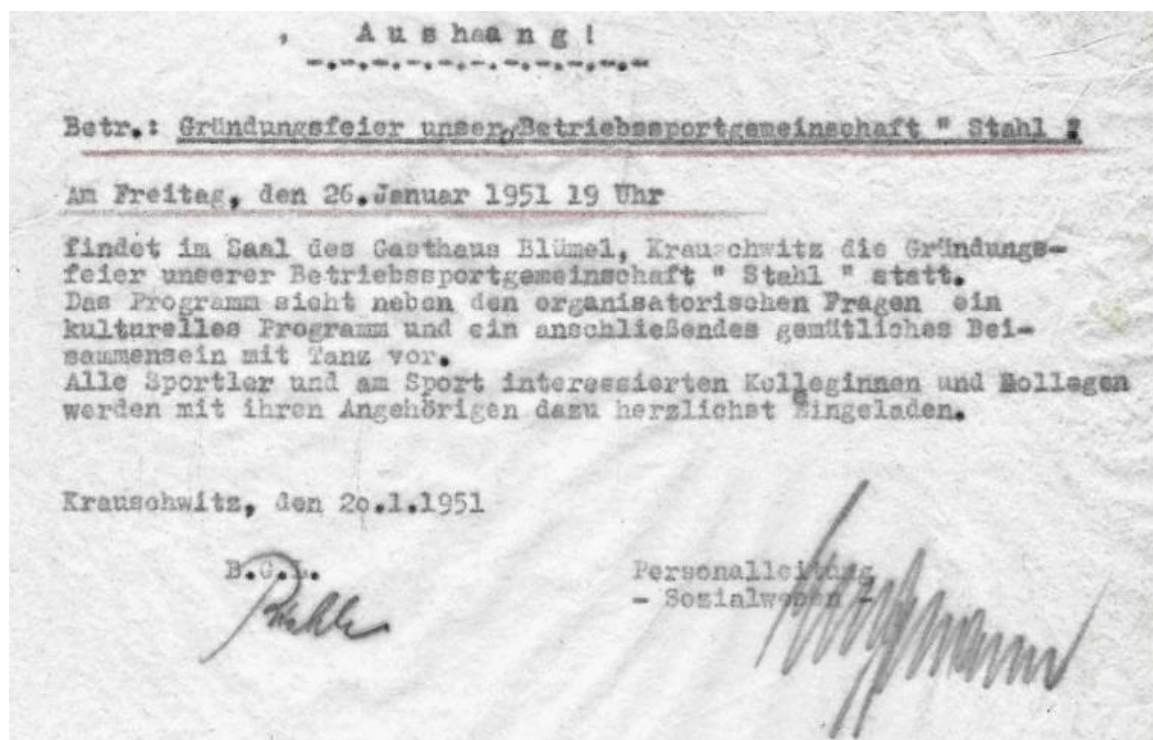 Aushang!
-.-.-.-.-.-.-.-.-.-.-.-
Betr.: Gründungsfeier unser. Betriebssportgemeinschaft " Stahl "
Am Freitag, den 26.Januar 1951 19 Uhr
findet im Saal des Gasthaus Blümel, Krauschwitz die Gründungs-
feier unserer Betriebssportgemeinschaft " Stahl " statt.
Das Programm sieht neben den organisatorischen Fragen ein
kulturelles Programm und ein anschließendes gemütliches Bei-
sammensein mit Tanz vor.
Alle Sportler und am Sport interessierten Kolleginnen und Kollegen
werden mit ihren Angehörigen dazu herzlichst eingeladen.
Krauschwitz, den 2o.1.1951
B.G.L.
Personalleitung
- Sozialwesen -